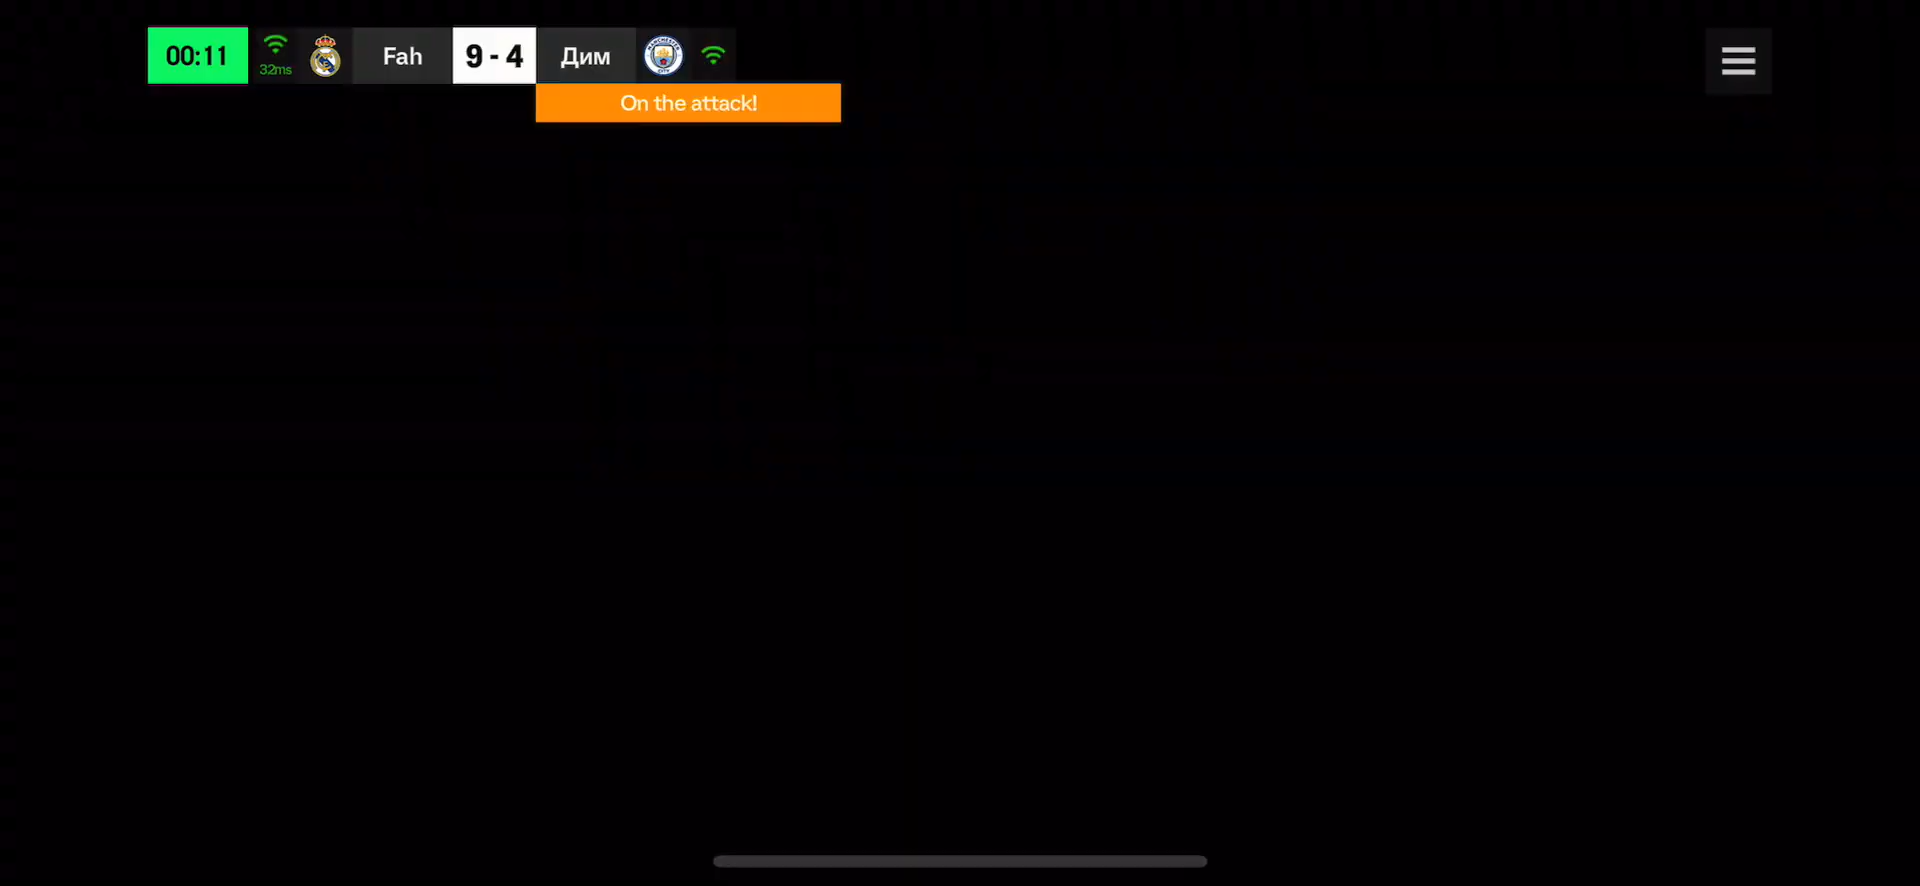 00:11 32ms Fah 9 - 4 Дим
On the attack!